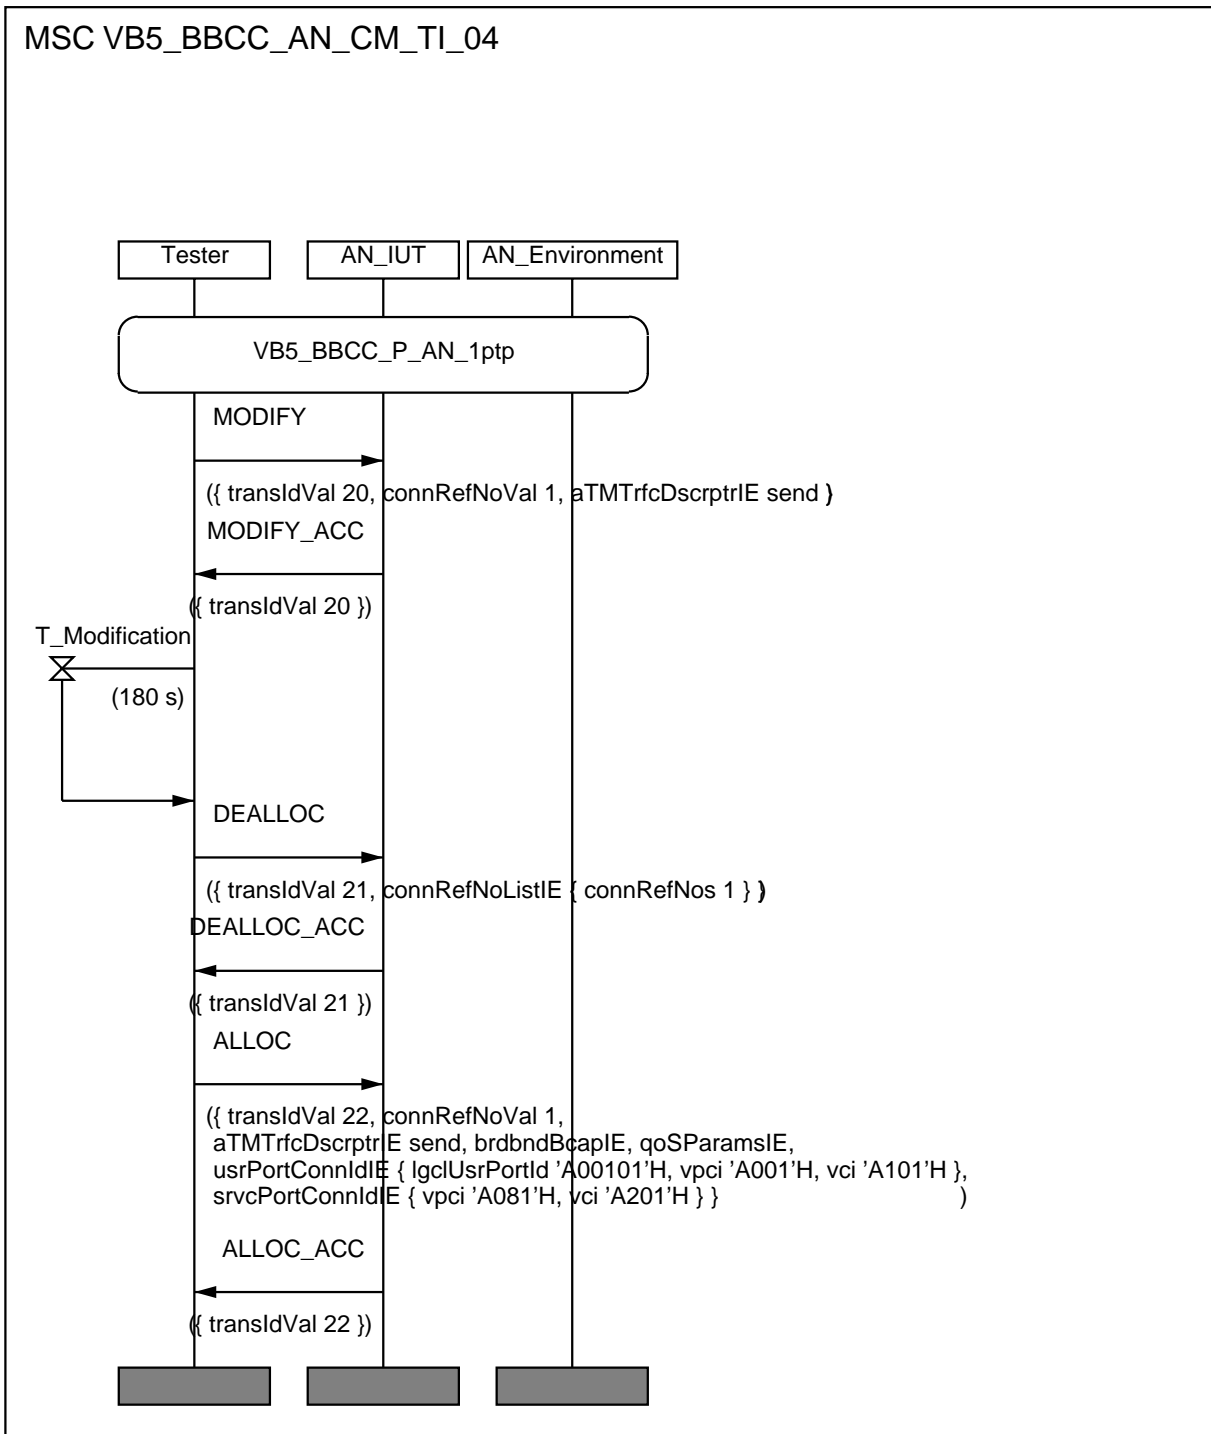 MSC VB5_BBCC_AN_CM_TI_04
Tester AN_IUT AN_Environment
VB5_BBCC_P_AN_1ptp
MODIFY
({ transIdVal 20, connRefNoVal 1, aTMTrfcDscrptrIE send })
MODIFY_ACC
({ transIdVal 20 })
T_Modification
(180 s)
DEALLOC
({ transIdVal 21, connRefNoListIE { connRefNos 1 } })
DEALLOC_ACC
({ transIdVal 21 })
ALLOC
({ transIdVal 22, connRefNoVal 1,
aTMTrfcDscrptrIE send, brdbndBcapIE, qoSParamsIE,
usrPortConnIdIE { lgclUsrPortId ’A00101’H, vpci ’A001’H, vci ’A101’H },
srvcPortConnIdIE { vpci ’A081’H, vci ’A201’H } } )
ALLOC_ACC
({ transIdVal 22 })